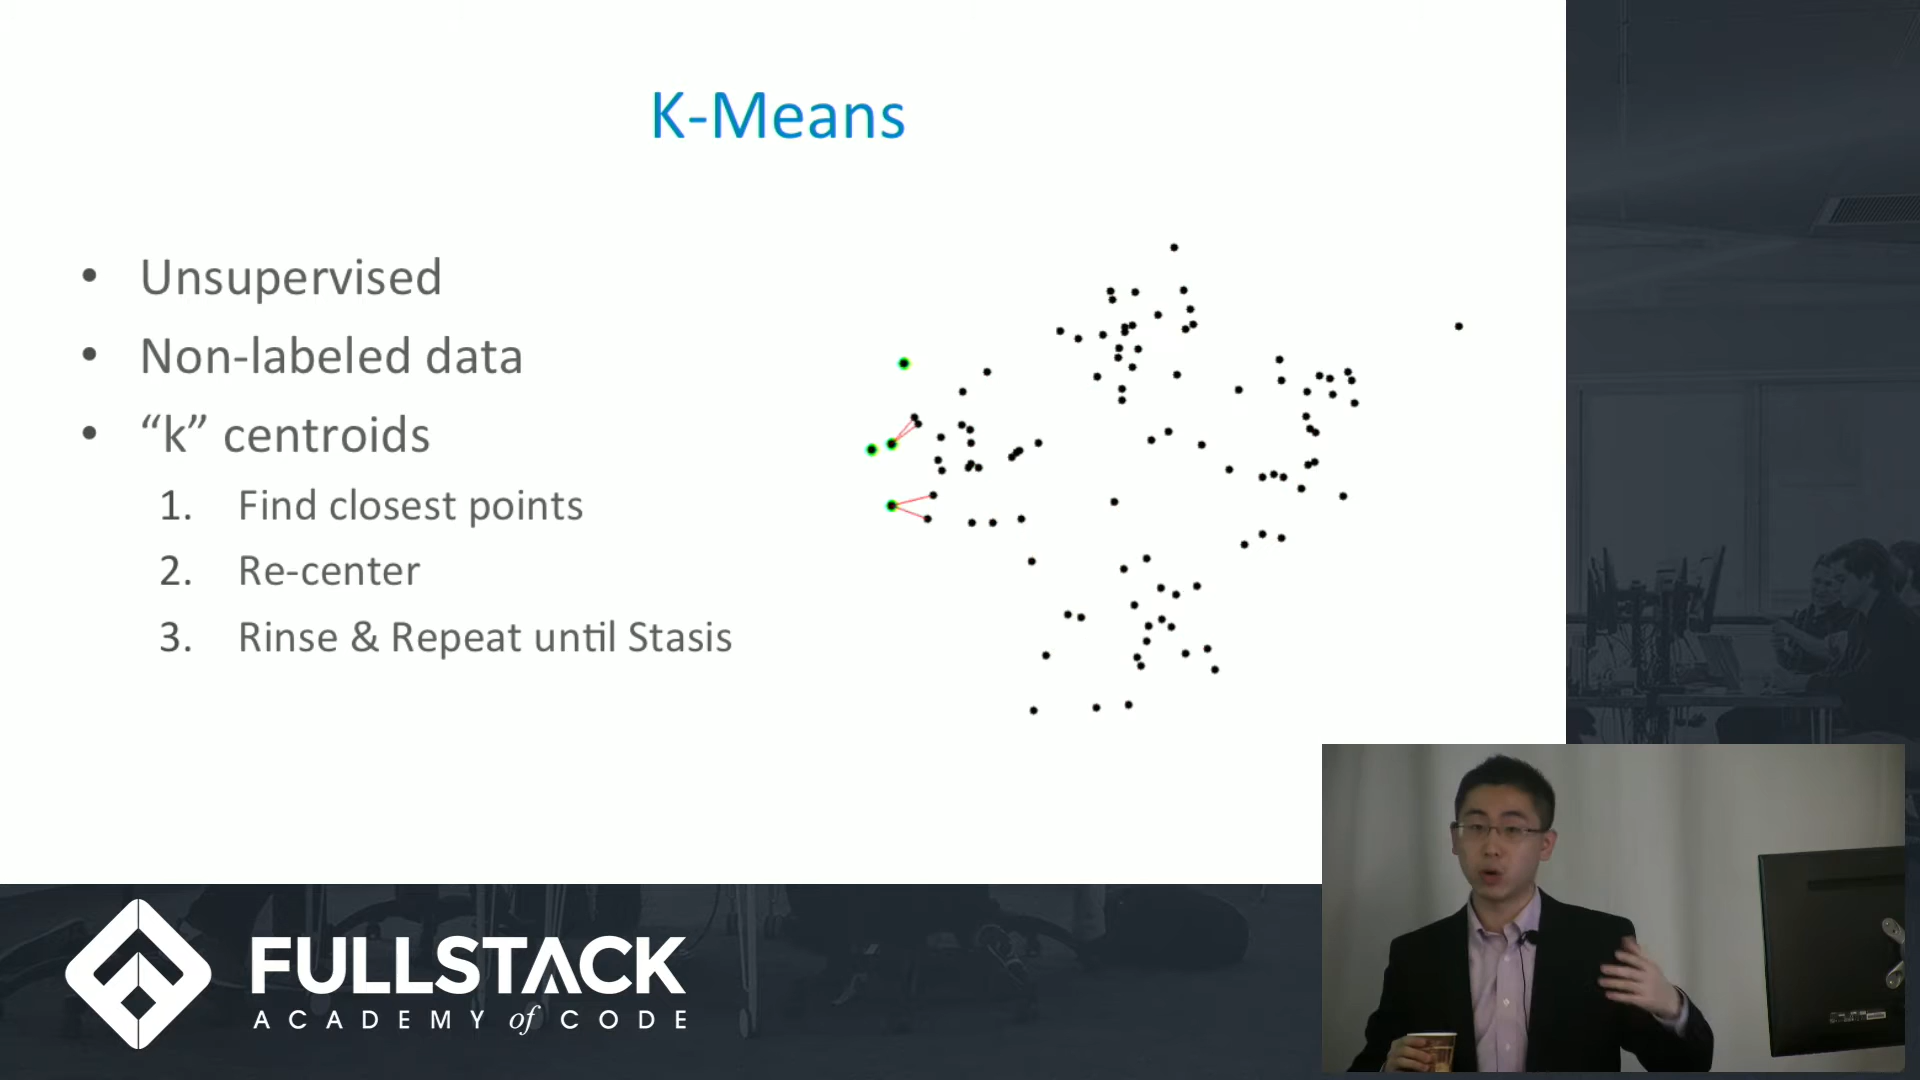 K-Means
• Unsupervised
• Non-labeled data
• “k” centroids
1. Find closest points
2. Re-center
3. Rinse & Repeat until Stasis
FULLSTACK
ACADEMY of CODE